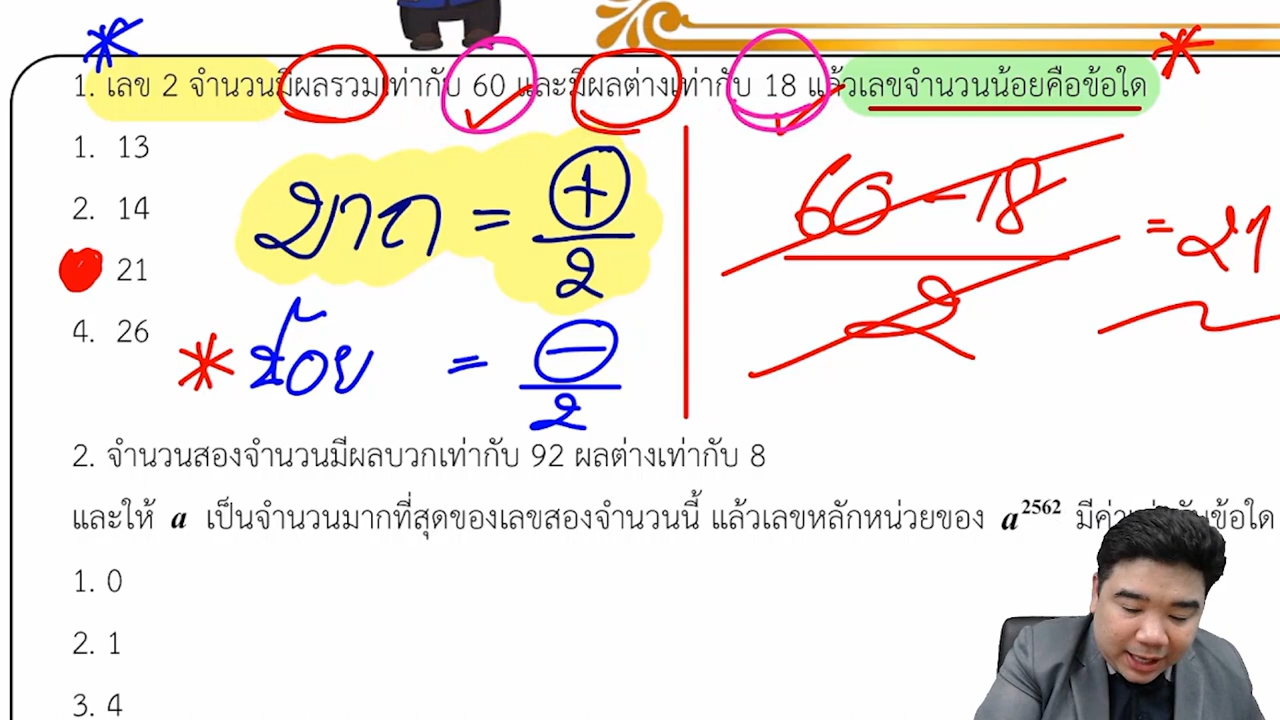 1. เลข 2 จำนวนมีผลรวมเท่ากับ 60 และมีผลต่างเท่ากับ 18 แล้วเลขจำนวนน้อยคือข้อใด
1. 13
2. 14
21
4. 26
มาก = +/2
น้อย = −/2
60 - 18 / 2 = 21
2. จำนวนสองจำนวนมีผลบวกเท่ากับ 92 ผลต่างเท่ากับ 8
และให้ a เป็นจำนวนมากที่สุดของเลขสองจำนวนนี้ แล้วเลขหลักหน่วยของ a²⁵⁶² มีค่าเท่ากับข้อใด
1. 0
2. 1
3. 4